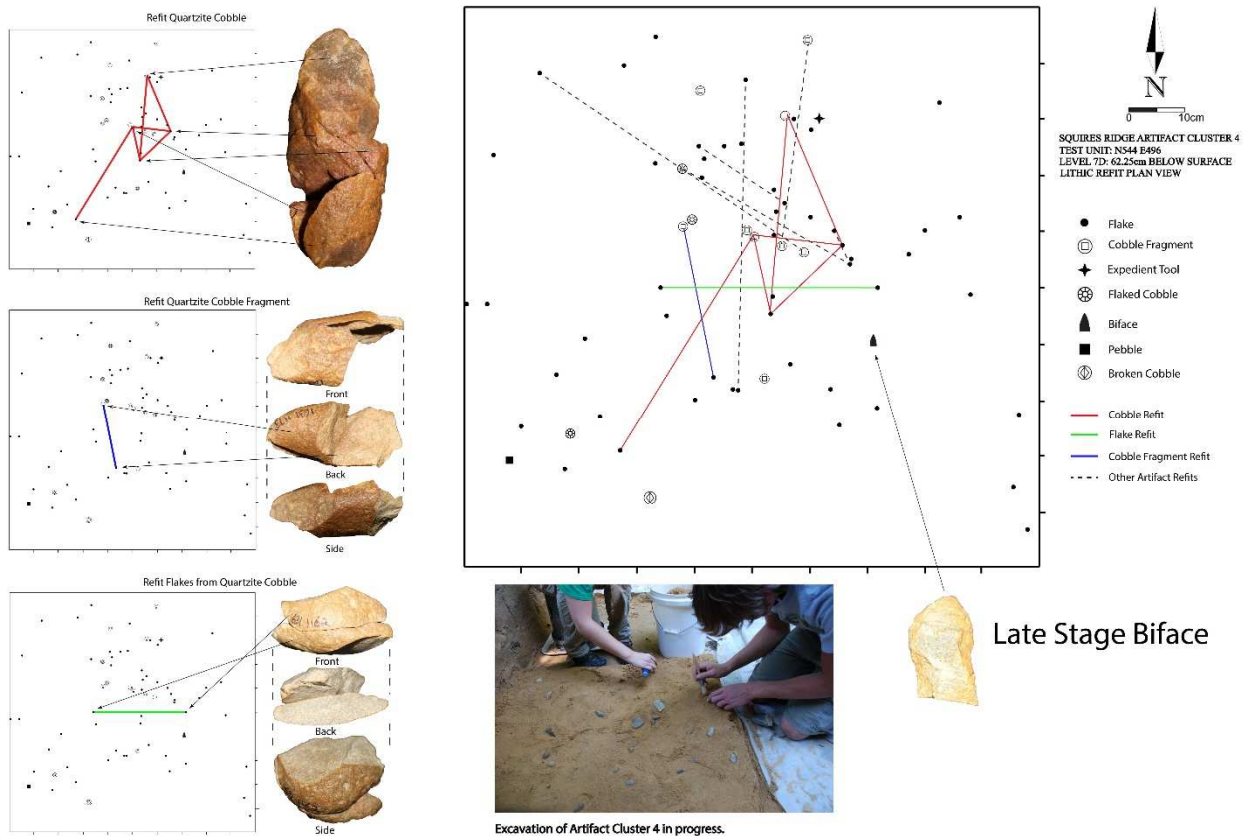 Refit Quartzite Cobble
Refit Quartzite Cobble Fragment
Front
Back
Side
Refit Flakes from Quartzite Cobble
Front
Back
Side
N
0 10cm
SQUIRES RIDGE ARTIFACT CLUSTER 4
TEST UNIT: N544 E496
LEVEL 7D: 62.25cm BELOW SURFACE
LITHIC REFIT PLAN VIEW
Flake
Cobble Fragment
Expedient Tool
Flaked Cobble
Biface
Pebble
Broken Cobble
Cobble Refit
Flake Refit
Cobble Fragment Refit
Other Artifact Refits
Late Stage Biface
Excavation of Artifact Cluster 4 in progress.